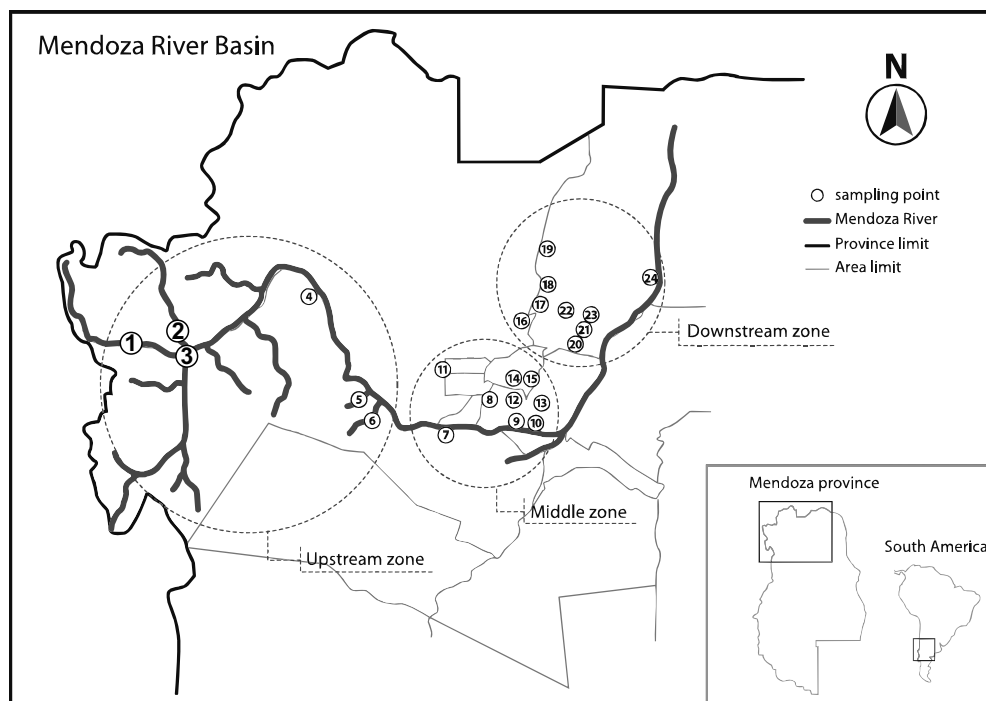 Mendoza River Basin
N
sampling point
Mendoza River
Province limit
Area limit
19
18
17
16
22
23
21
20
24
Downstream zone
1
2
3
4
5
6
Upstream zone
11
14
15
8
12
13
9
10
7
Middle zone
Mendoza province
South America